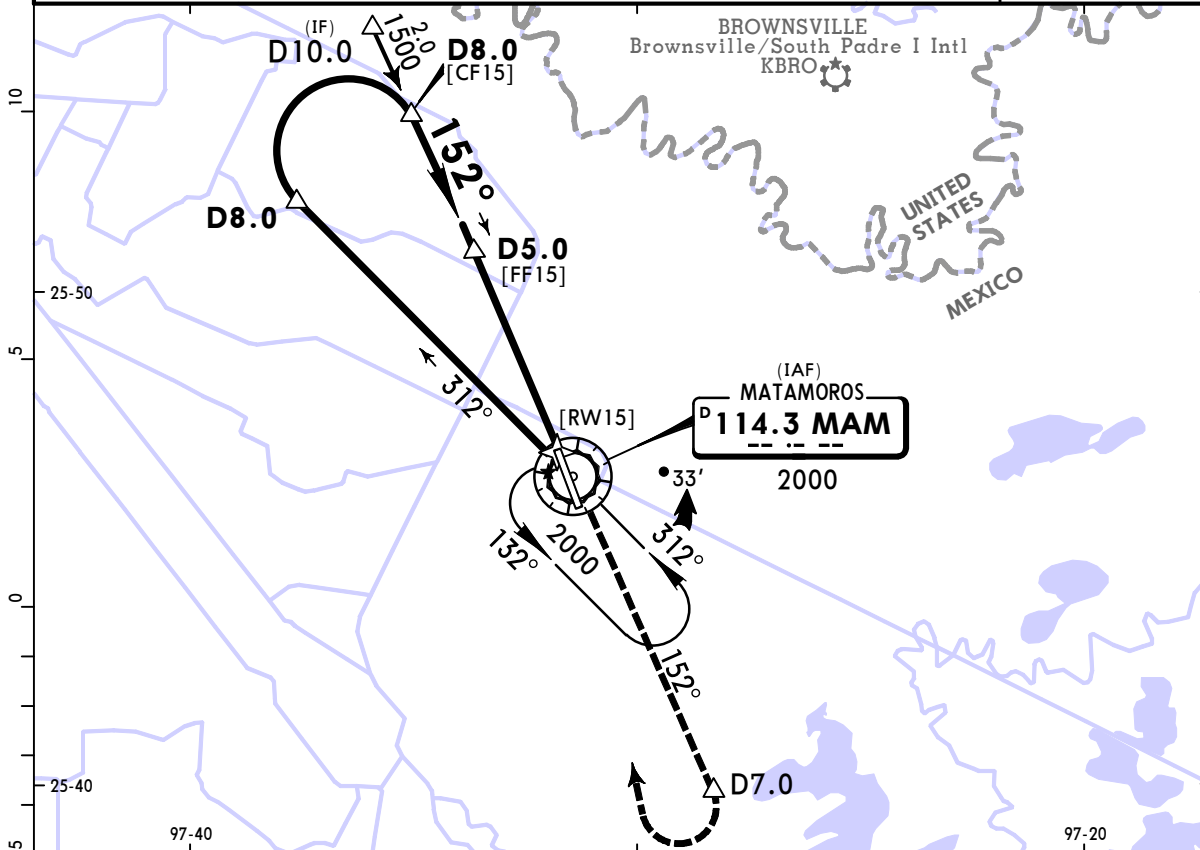 (IF)
D10.0
2.0
1500
D8.0
[CF15]
BROWNSVILLE
Brownsville/South Padre I Intl
KBRO
10
152°
D8.0
UNITED
STATES
D5.0
[FF15]
MEXICO
25-50
5
312°
(IAF)
MATAMOROS
D 114.3 MAM
2000
[RW15]
33'
132°
2000
312°
0
152°
25-40
D7.0
97-40
97-20
5